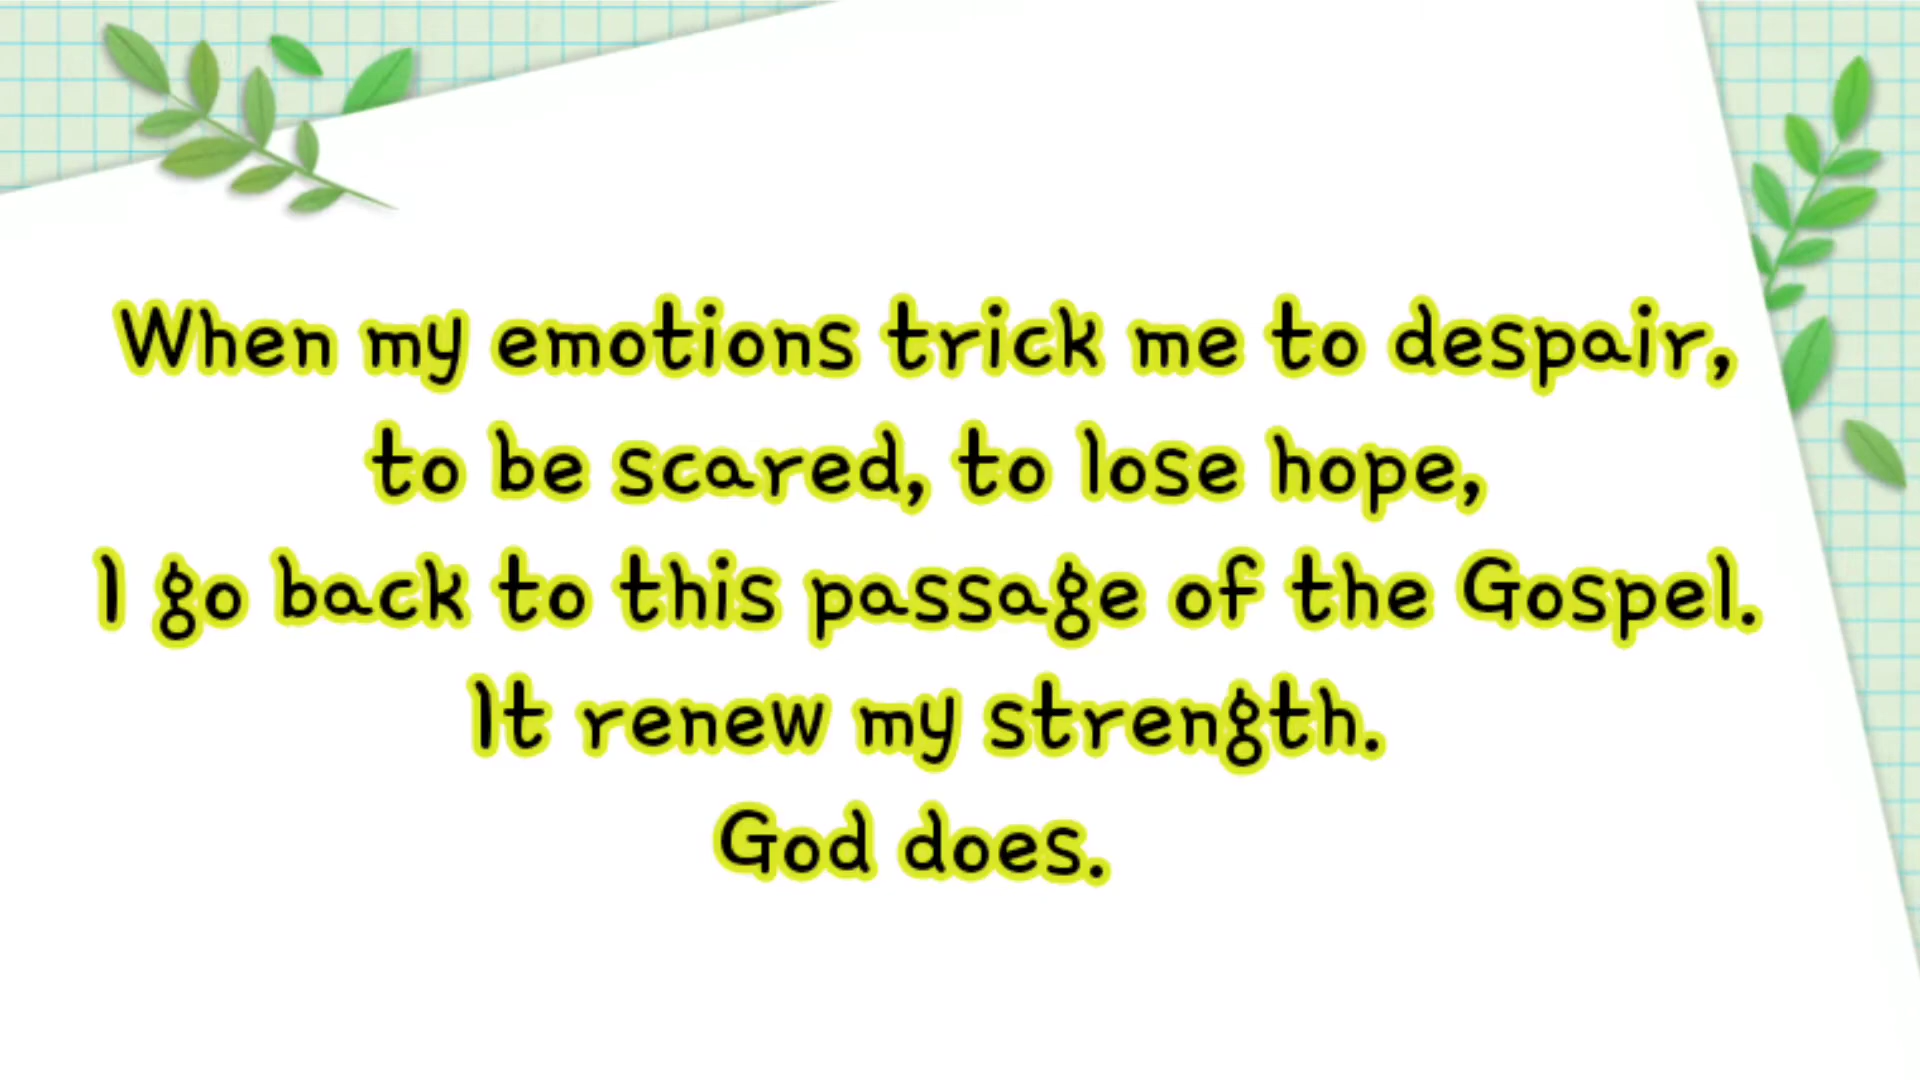 When my emotions trick me to despair,
to be scared, to lose hope,
I go back to this passage of the Gospel.
It renew my strength.
God does.